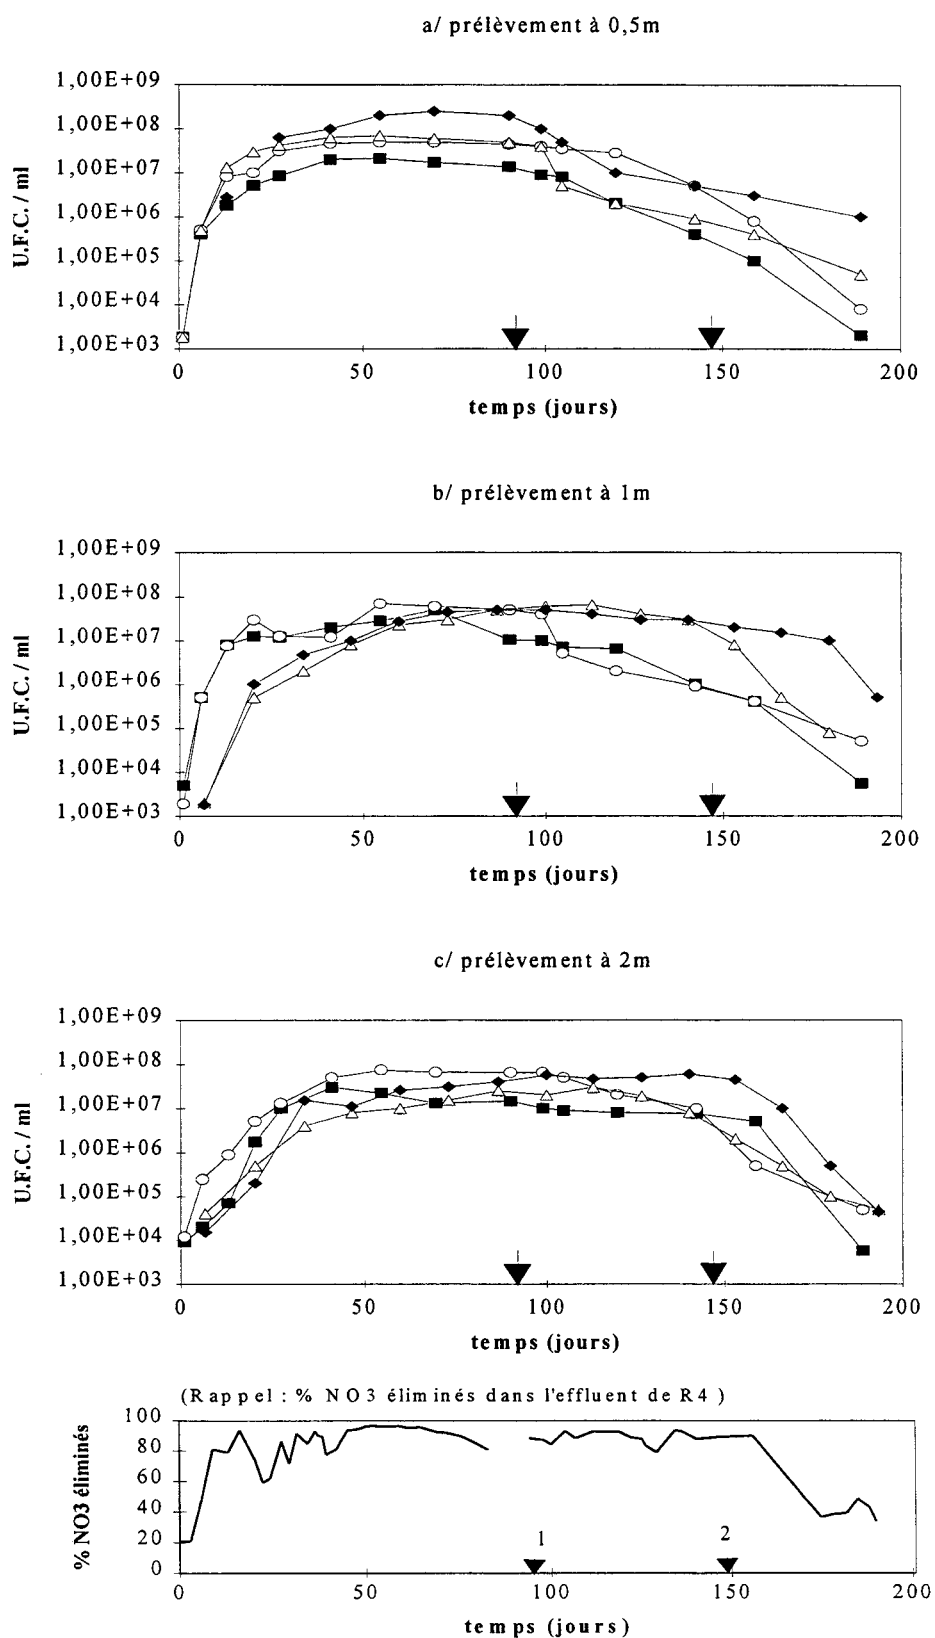 a/ prélèvement à 0,5m
1,00E+09
1,00E+08
1,00E+07
1,00E+06
1,00E+05
1,00E+04
1,00E+03
U.F.C. / ml
0 50 100 150 200
temps (jours)
b/ prélèvement à 1m
1,00E+09
1,00E+08
1,00E+07
1,00E+06
1,00E+05
1,00E+04
1,00E+03
U.F.C. / ml
0 50 100 150 200
temps (jours)
c/ prélèvement à 2m
1,00E+09
1,00E+08
1,00E+07
1,00E+06
1,00E+05
1,00E+04
1,00E+03
U.F.C. / ml
0 50 100 150 200
temps (jours)
(Rappel : % NO3 éliminés dans l'effluent de R4 )
100
80
60
40
20
0
% NO3 éliminés
1 2
0 50 100 150 200
temps (jours)